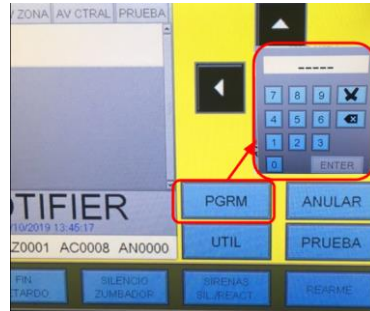 ZONA AV CTRAL PRUEBA
-----
7 8 9
4 5 6
1 2 3
0 ENTER
TIFIER
10/2019 13:45:17
Z0001 AC0008 AN0000
PGRM ANULAR
UTIL PRUEBA
FIN
TARDO
SILENCIO
ZUMBADOR
SIRENAS
SIL/REACT
REARME